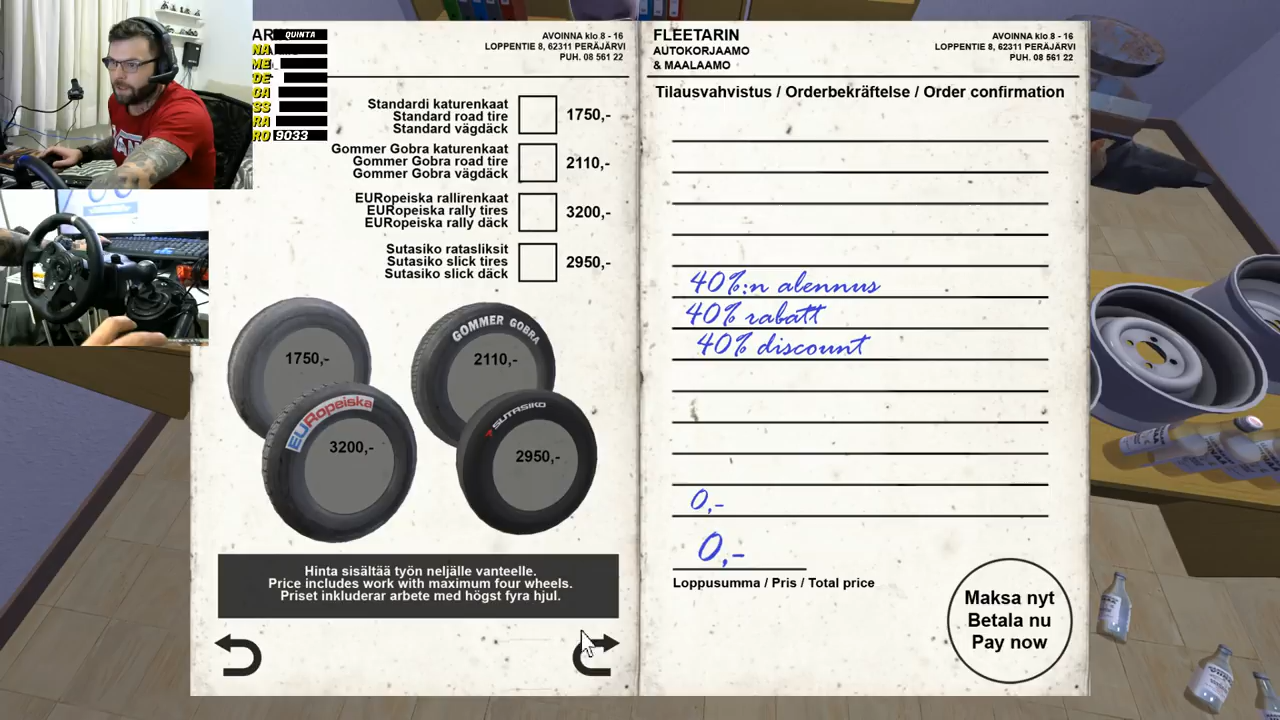 AR
QUINTA
NA
ME
DE
CA
SS
RA
RO 9033
AVOINNA klo 8 - 16
LOPPENTIE 8, 62311 PERÄJÄRVI
PUH. 08 561 22
Standardi katurenkaat
Standard road tire
Standard vägdäck
1750,-
Gommer Gobra katurenkaat
Gommer Gobra road tire
Gommer Gobra vägdäck
2110,-
EURopeiska rallirenkaat
EURopeiska rally tires
EURopeiska rally däck
3200,-
Sutasiko ratasliksit
Sutasiko slick tires
Sutasiko slick däck
2950,-
1750,-
GOMMER GOBRA
2110,-
EURopeiska
3200,-
SUTASIKO
2950,-
Hinta sisältää työn neljälle vanteelle.
Price includes work with maximum four wheels.
Priset inkluderar arbete med högst fyra hjul.
FLEETARIN
AUTOKORJAAMO
& MAALAAMO
AVOINNA klo 8 - 16
LOPPENTIE 8, 62311 PERÄJÄRVI
PUH. 08 561 22
Tilausvahvistus / Orderbekräftelse / Order confirmation
40%:n alennus
40% rabatt
40% discount
0,-
0,-
Loppusumma / Pris / Total price
Maksa nyt
Betala nu
Pay now